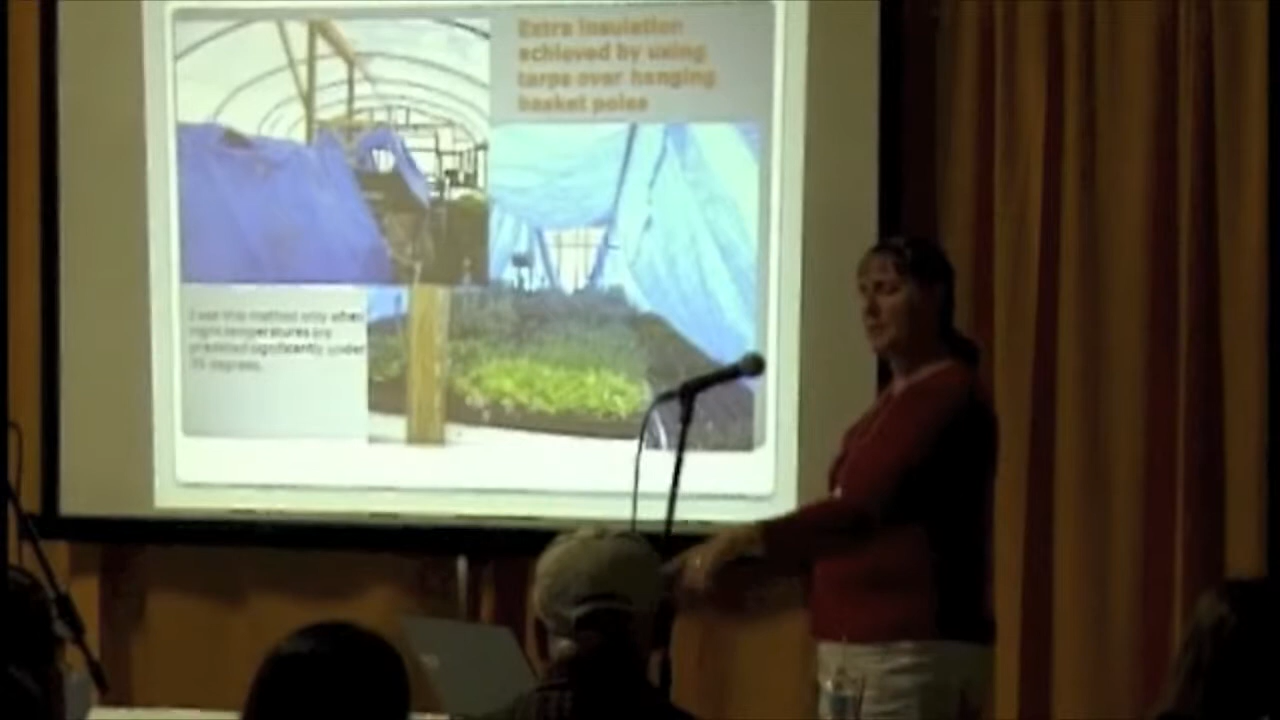 Extra insulation
achieved by using
tarps over hanging
basket poles
I use this method only when
night temperatures are
predicted significantly under
degrees.